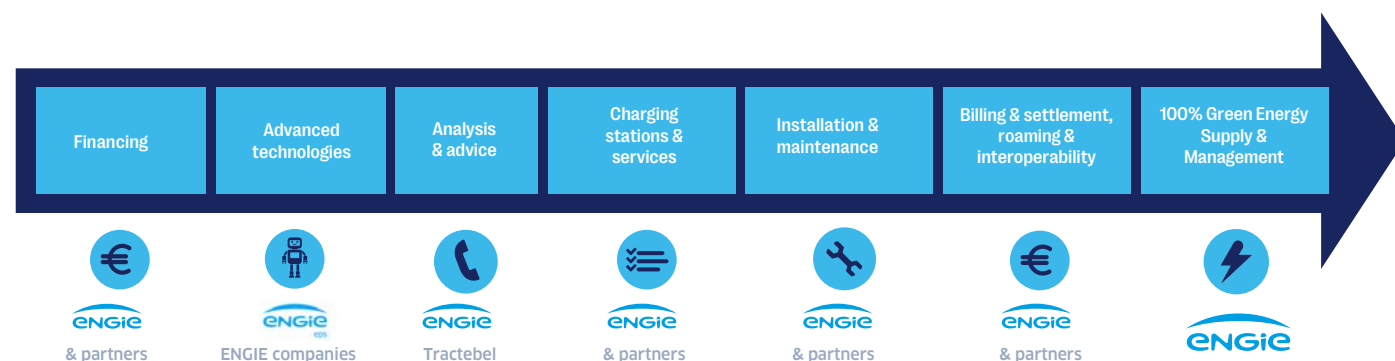 Financing
Advanced
technologies
Analysis
& advice
Charging
stations &
services
Installation &
maintenance
Billing & settlement,
roaming &
interoperability
100% Green Energy
Supply &
Management
€
€
ENGIE
ENGIE
eps
ENGIE
ENGIE
ENGIE
ENGIE
ENGIE
& partners
ENGIE companies
Tractebel
& partners
& partners
& partners